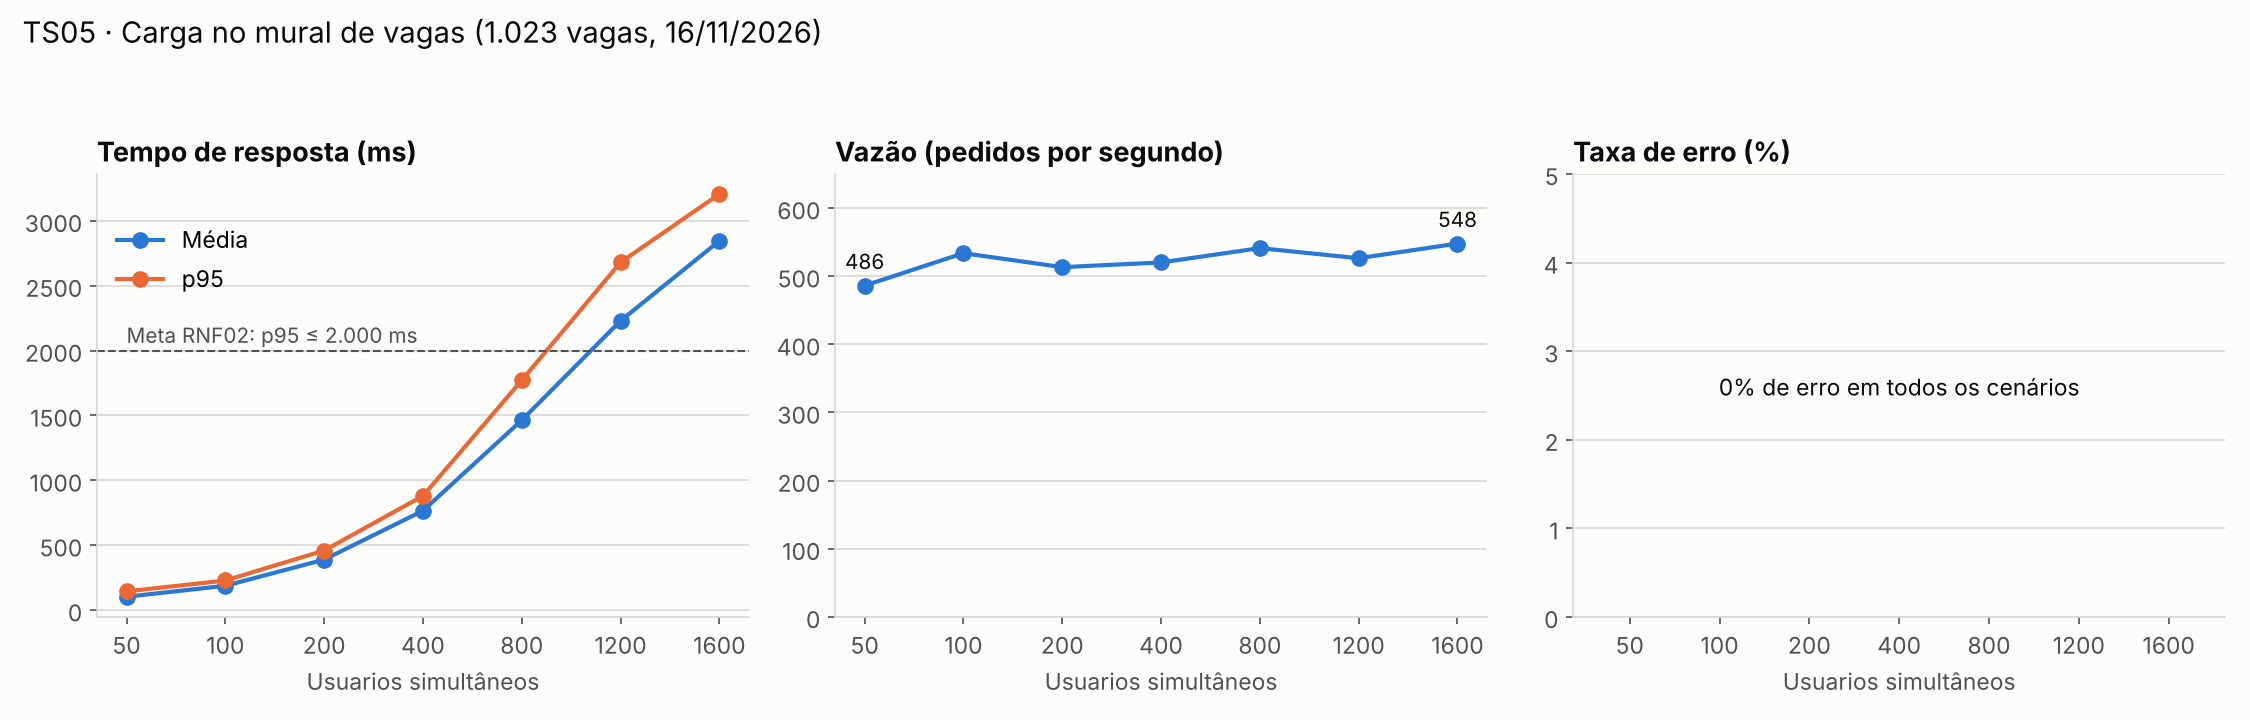 TS05 · Carga no mural de vagas (1.023 vagas, 16/11/2026)
Tempo de resposta (ms)
3000
2500
2000
1500
1000
500
0
Média
p95
Meta RNF02: p95 ≤ 2.000 ms
50 100 200 400 800 1200 1600
Usuarios simultâneos
Vazão (pedidos por segundo)
600
500
400
300
200
100
0
486
548
50 100 200 400 800 1200 1600
Usuarios simultâneos
Taxa de erro (%)
5
4
3
2
1
0
0% de erro em todos os cenários
50 100 200 400 800 1200 1600
Usuarios simultâneos